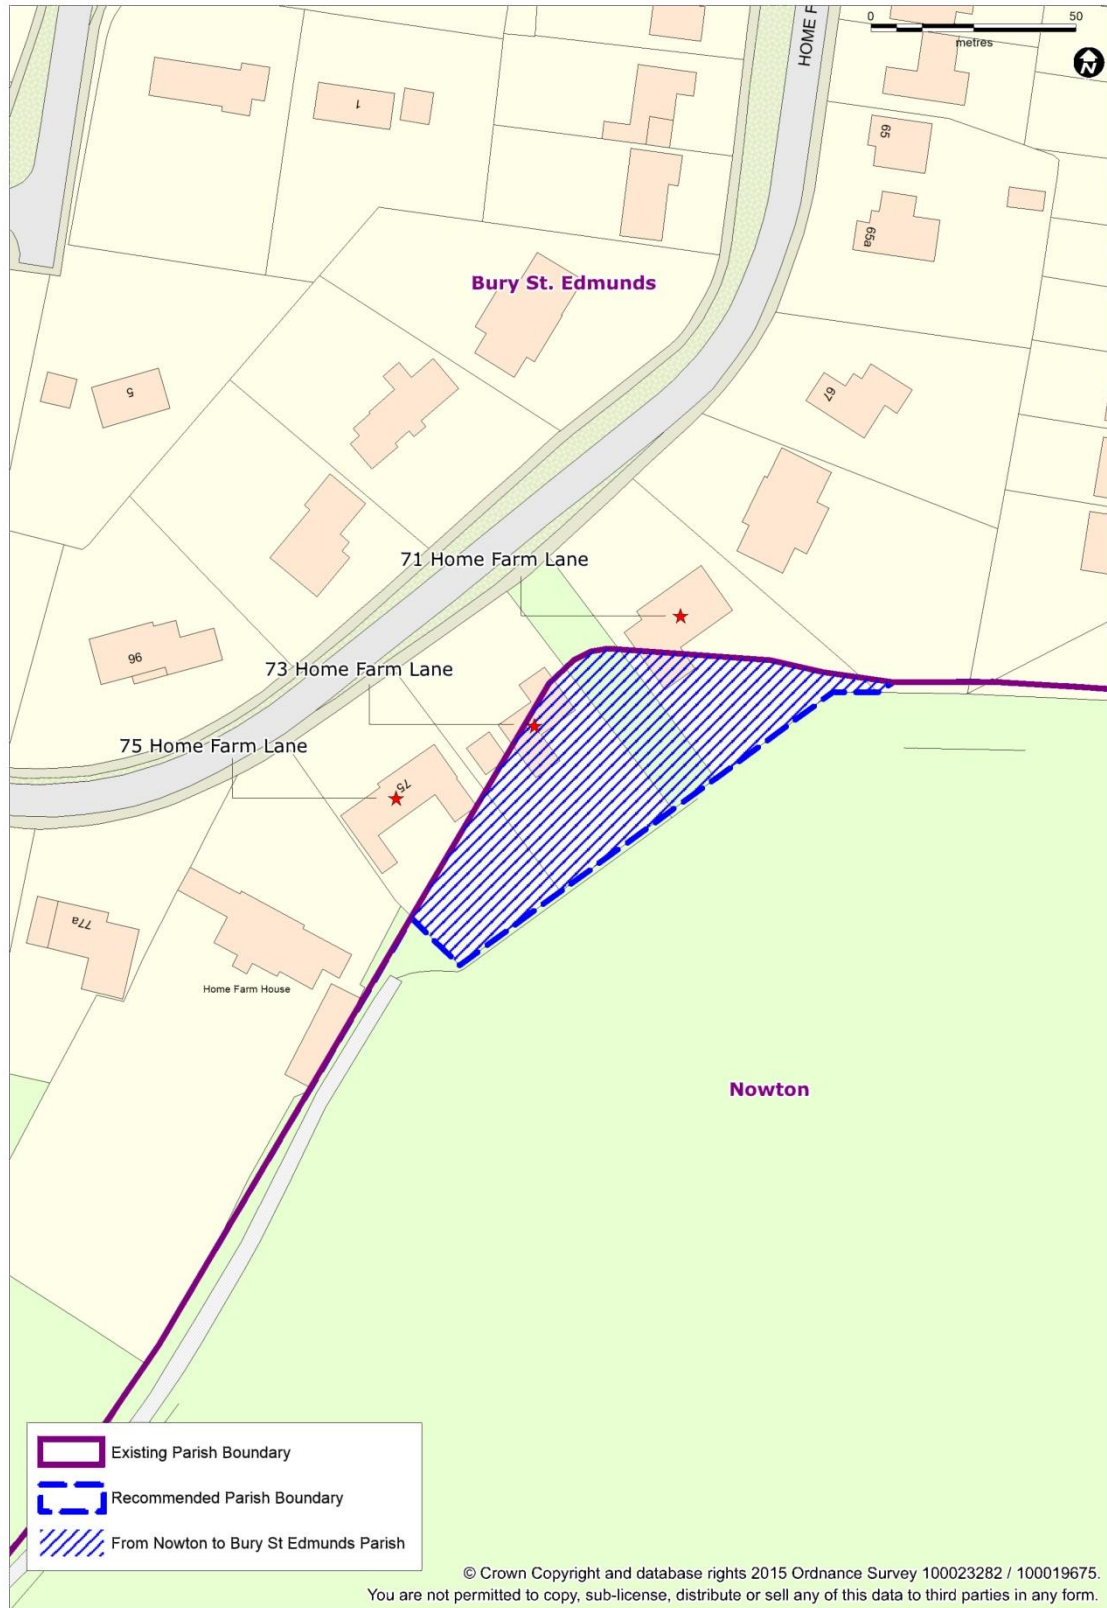 0 50
metres
N
HOME F
1
65
65a
Bury St. Edmunds
5
67
71 Home Farm Lane
96
73 Home Farm Lane
75 Home Farm Lane
75
77a
Home Farm House
Nowton
Existing Parish Boundary
Recommended Parish Boundary
From Nowton to Bury St Edmunds Parish
© Crown Copyright and database rights 2015 Ordnance Survey 100023282 / 100019675.
You are not permitted to copy, sub-license, distribute or sell any of this data to third parties in any form.